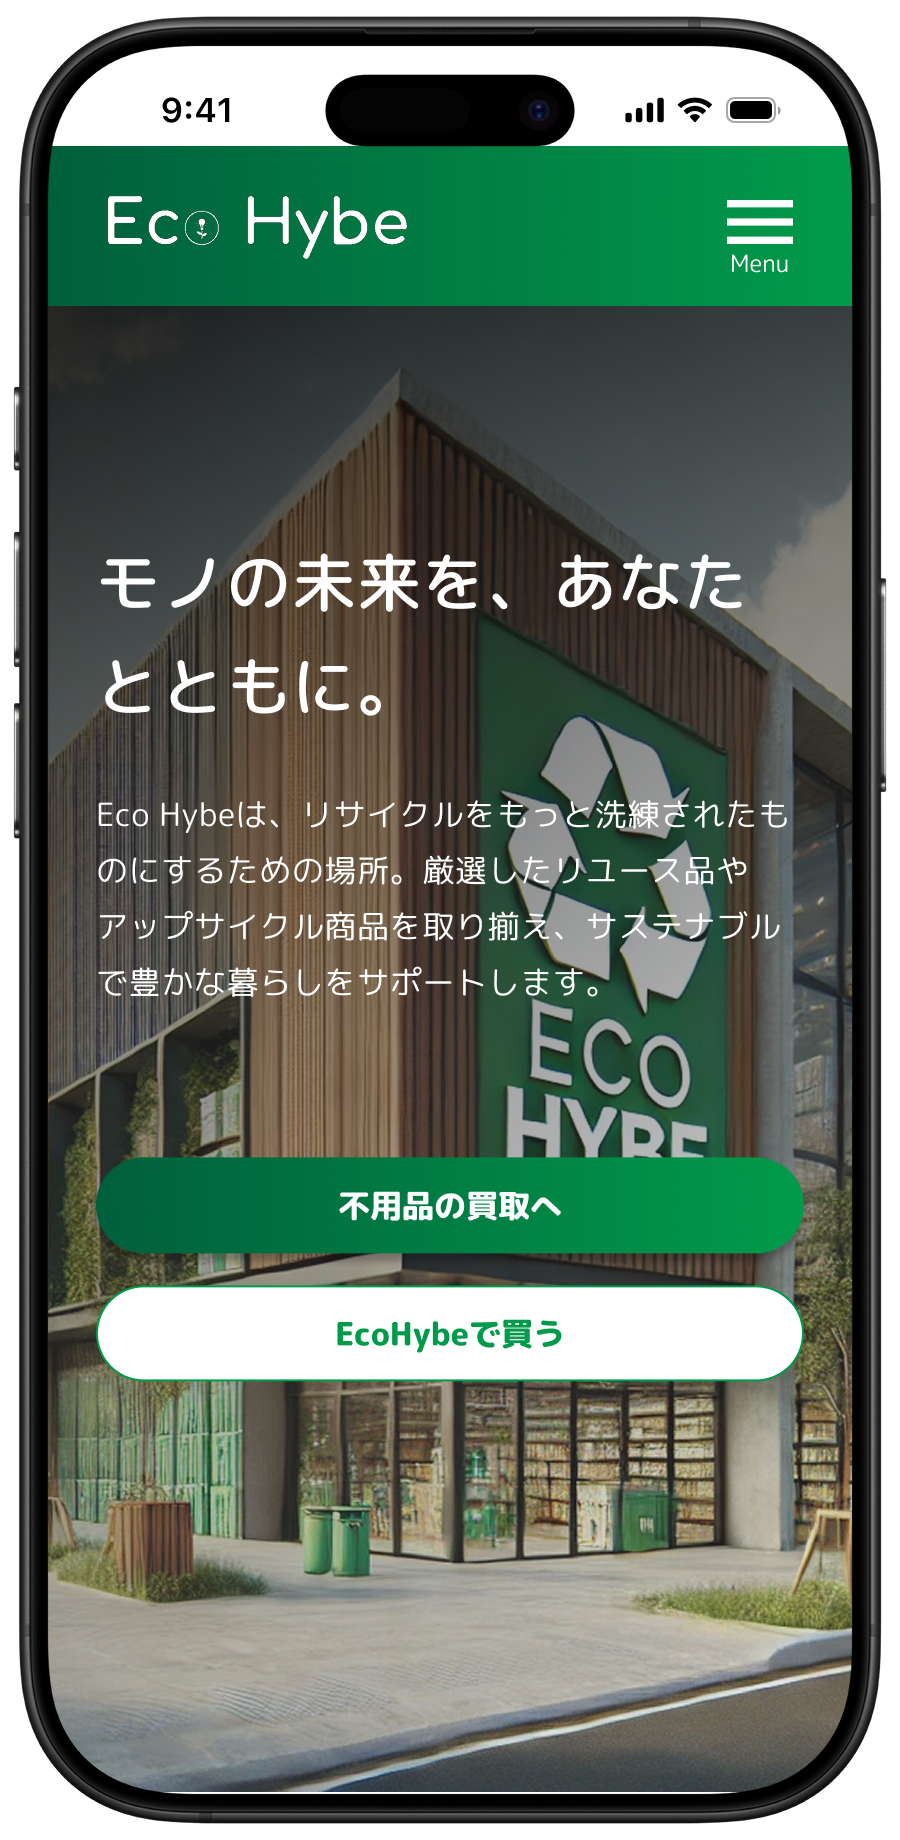 9:41
Eco Hybe
Menu
モノの未来を、あなた
とともに。
Eco Hybeは、リサイクルをもっと洗練されたも
のにするための場所。厳選したリユース品や
アップサイクル商品を取り揃え、サステナブル
で豊かな暮らしをサポートします。
ECO
HYBE
不用品の買取へ
EcoHybeで買う